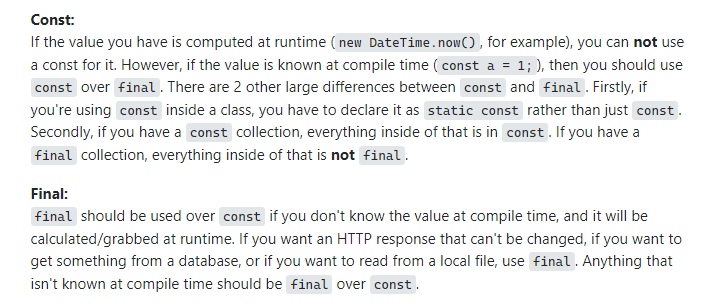 Const:
If the value you have is computed at runtime ( new DateTime.now() , for example), you can not use
a const for it. However, if the value is known at compile time ( const a = 1; ), then you should use
const over final . There are 2 other large differences between const and final . Firstly, if
you're using const inside a class, you have to declare it as static const rather than just const .
Secondly, if you have a const collection, everything inside of that is in const . If you have a
final collection, everything inside of that is not final .
Final:
final should be used over const if you don't know the value at compile time, and it will be
calculated/grabbed at runtime. If you want an HTTP response that can't be changed, if you want to
get something from a database, or if you want to read from a local file, use final . Anything that
isn't known at compile time should be final over const .